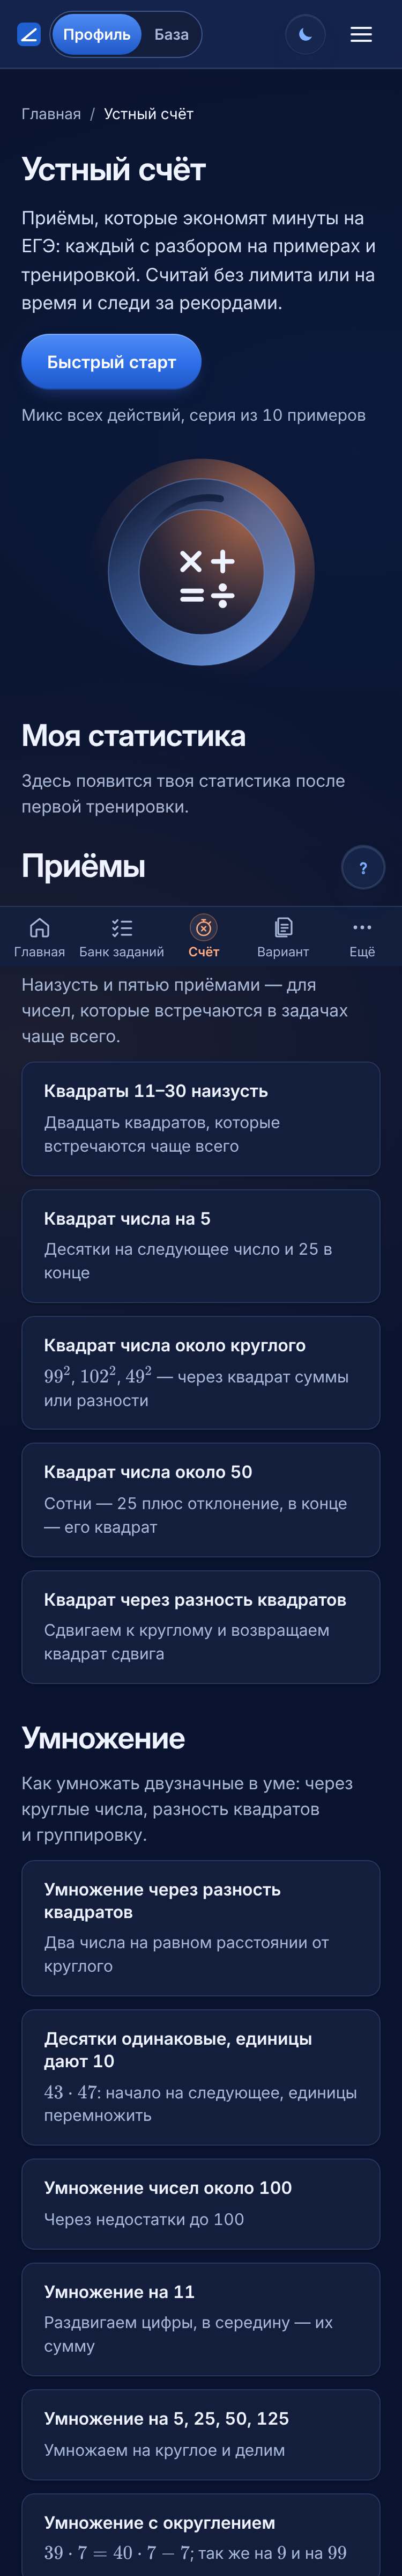 Профиль База
Главная / Устный счёт
Устный счёт
Приёмы, которые экономят минуты на
ЕГЭ: каждый с разбором на примерах и
тренировкой. Считай без лимита или на
время и следи за рекордами.
Быстрый старт
Микс всех действий, серия из 10 примеров
×+
=÷
Моя статистика
Здесь появится твоя статистика после
первой тренировки.
Приёмы
?
Главная Банк заданий Счёт Вариант Ещё
Наизусть и пятью приёмами — для
чисел, которые встречаются в задачах
чаще всего.
Квадраты 11–30 наизусть
Двадцать квадратов, которые
встречаются чаще всего
Квадрат числа на 5
Десятки на следующее число и 25 в
конце
Квадрат числа около круглого
99², 102², 49² — через квадрат суммы
или разности
Квадрат числа около 50
Сотни — 25 плюс отклонение, в конце
— его квадрат
Квадрат через разность квадратов
Сдвигаем к круглому и возвращаем
квадрат сдвига
Умножение
Как умножать двузначные в уме: через
круглые числа, разность квадратов
и группировку.
Умножение через разность
квадратов
Два числа на равном расстоянии от
круглого
Десятки одинаковые, единицы
дают 10
43 · 47: начало на следующее, единицы
перемножить
Умножение чисел около 100
Через недостатки до 100
Умножение на 11
Раздвигаем цифры, в середину — их
сумму
Умножение на 5, 25, 50, 125
Умножаем на круглое и делим
Умножение с округлением
39 · 7 = 40 · 7 − 7; так же на 9 и на 99